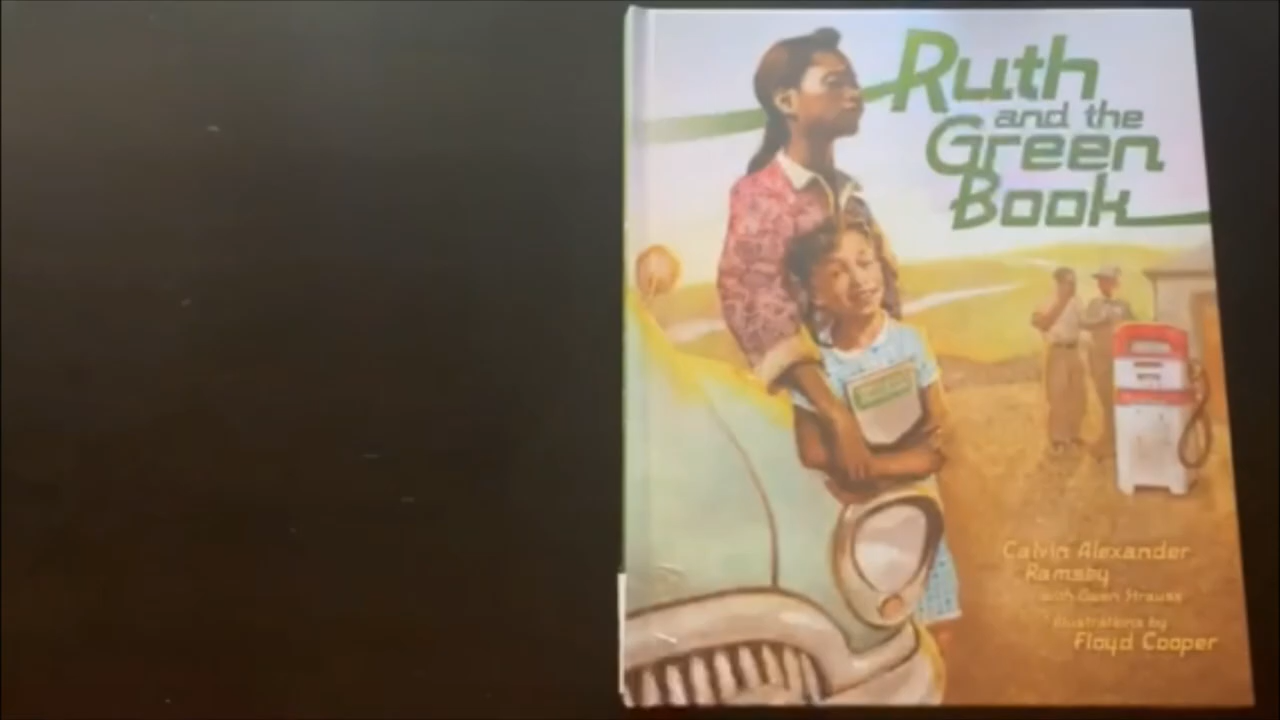 Ruth
and the
Green
Book
Calvin Alexander
Ramsey
with Gwen Strauss
illustrations by
Floyd Cooper